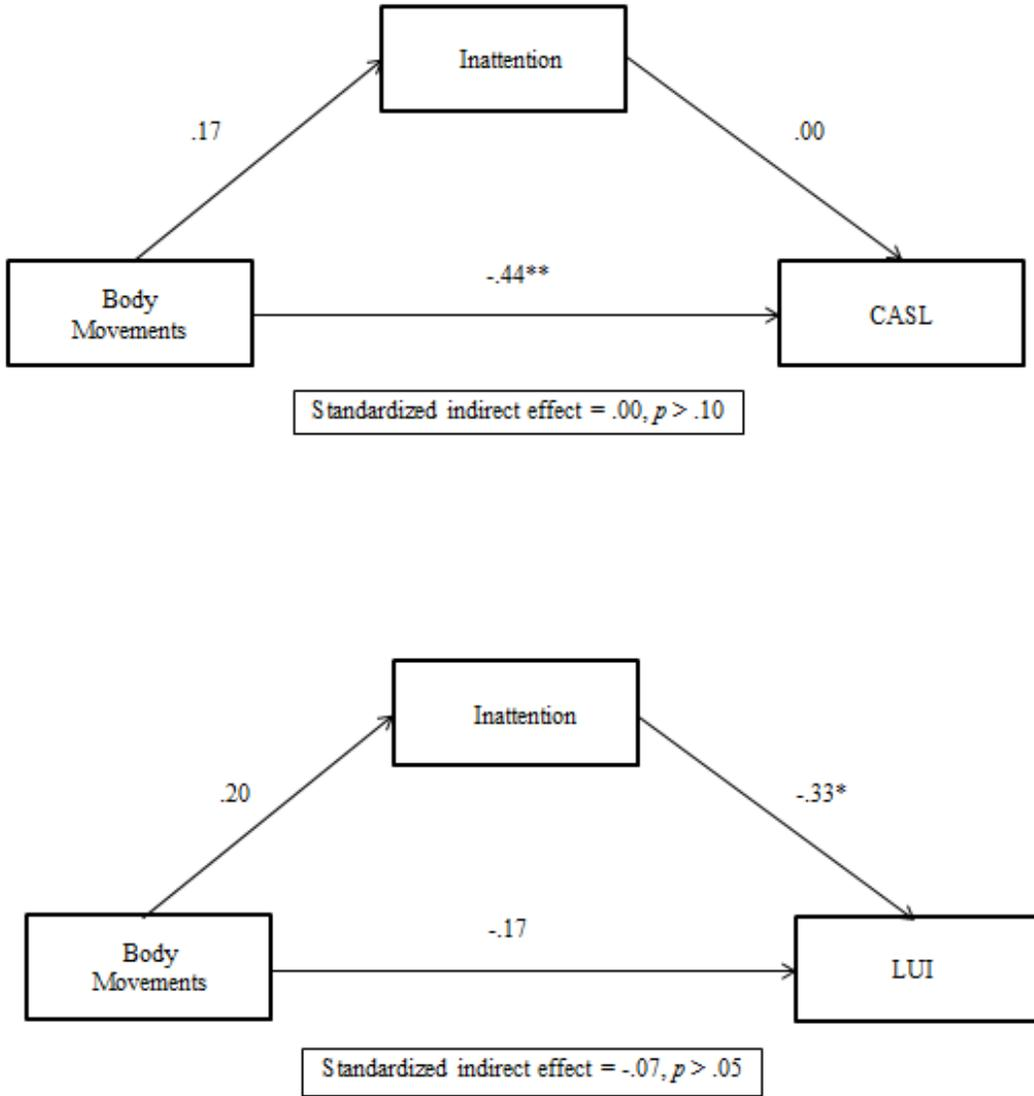 Inattention
.17
.00
-.44**
Body
Movements
CASL
Standardized indirect effect = .00, p > .10
Inattention
.20
-.33*
-.17
Body
Movements
LUI
Standardized indirect effect = -.07, p > .05